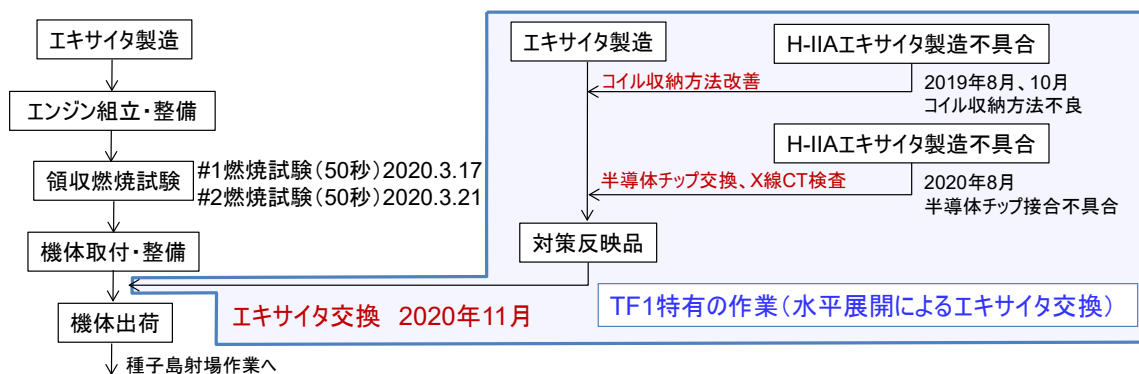 エキサイタ製造
エンジン組立・整備
領収燃焼試験
#1燃焼試験(50秒)2020.3.17
#2燃焼試験(50秒)2020.3.21
機体取付・整備
機体出荷
種子島射場作業へ
エキサイタ製造
H-IIAエキサイタ製造不具合
コイル収納方法改善
2019年8月、10月
コイル収納方法不良
H-IIAエキサイタ製造不具合
半導体チップ交換、X線CT検査
2020年8月
半導体チップ接合不具合
対策反映品
エキサイタ交換 2020年11月
TF1特有の作業(水平展開によるエキサイタ交換)